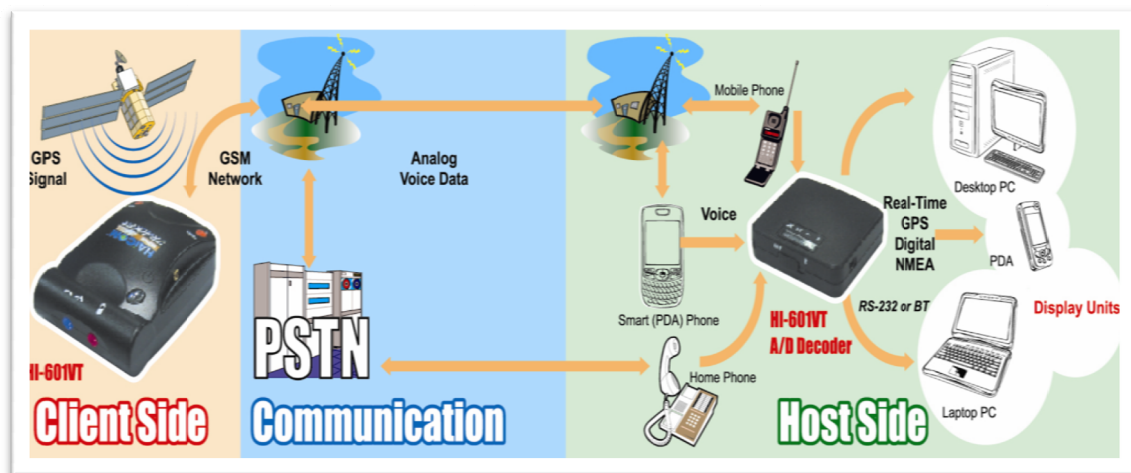 GPS
Signal
HI-601VT
Client Side
GSM
Network
Analog
Voice Data
PSTN
Communication
Mobile Phone
Voice
Smart (PDA) Phone
Home Phone
HI-601VT
A/D Decoder
Real-Time
GPS
Digital
NMEA
RS-232 or BT
Desktop PC
PDA
Display Units
Laptop PC
Host Side